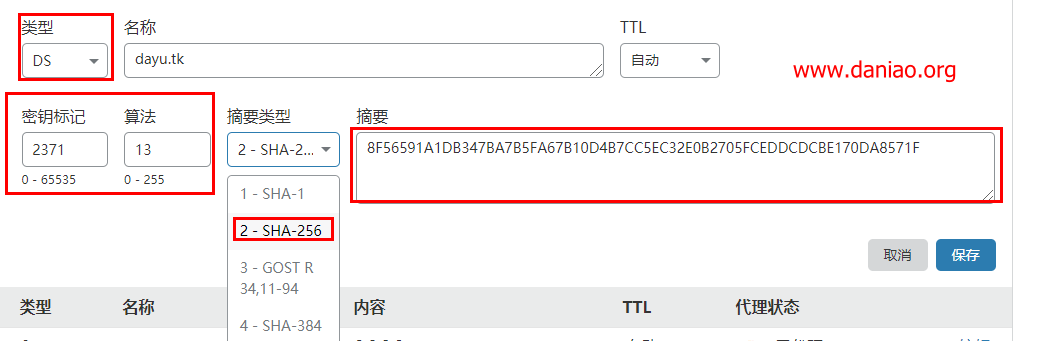 类型 名称 TTL
DS dayu.tk 自动
www.daniao.org
密钥标记 算法 摘要类型 摘要
2371 13 2 - SHA-2... 8F56591A1DB347BA7B5FA67B10D4B7CC5EC32E0B2705FCEDDCDCBE170DA8571F
0 - 65535 0 - 255
1 - SHA-1
2 - SHA-256
3 - GOST R
34,11-94
4 - SHA-384
取消 保存
类型 名称 内容 TTL 代理状态